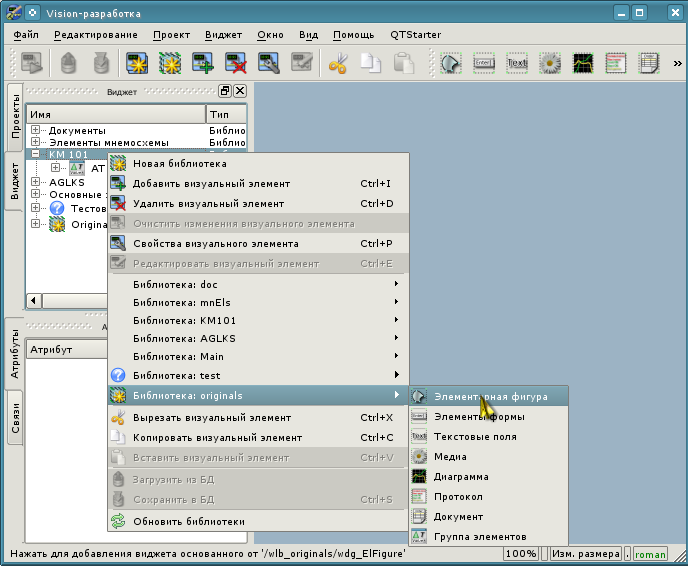 Vision-разработка
Файл Редактирование Проект Виджет Окно Вид Помощь QTStarter
Виджет
Проекты
Виджет
Атрибуты
Связи
Имя Тип
Документы Библио
Элементы мнемосхемы Библио
КМ 101
АТ
AGLKS
Основные
Тестов
Origina
Атрибут
Новая библиотека
Добавить визуальный элемент Ctrl+I
Удалить визуальный элемент Ctrl+D
Очистить изменения визуального элемента
Свойства визуального элемента Ctrl+P
Редактировать визуальный элемент Ctrl+E
Библиотека: doc
Библиотека: mnEls
Библиотека: KM101
Библиотека: AGLKS
Библиотека: Main
Библиотека: test
Библиотека: originals
Вырезать визуальный элемент Ctrl+X
Копировать визуальный элемент Ctrl+C
Вставить визуальный элемент Ctrl+V
Загрузить из БД
Сохранить в БД Ctrl+S
Обновить библиотеки
Элементарная фигура
Элементы формы
Текстовые поля
Медиа
Диаграмма
Протокол
Документ
Группа элементов
Нажать для добавления виджета основанного от '/wlb_originals/wdg_ElFigure' 100% Изм. размера . roman